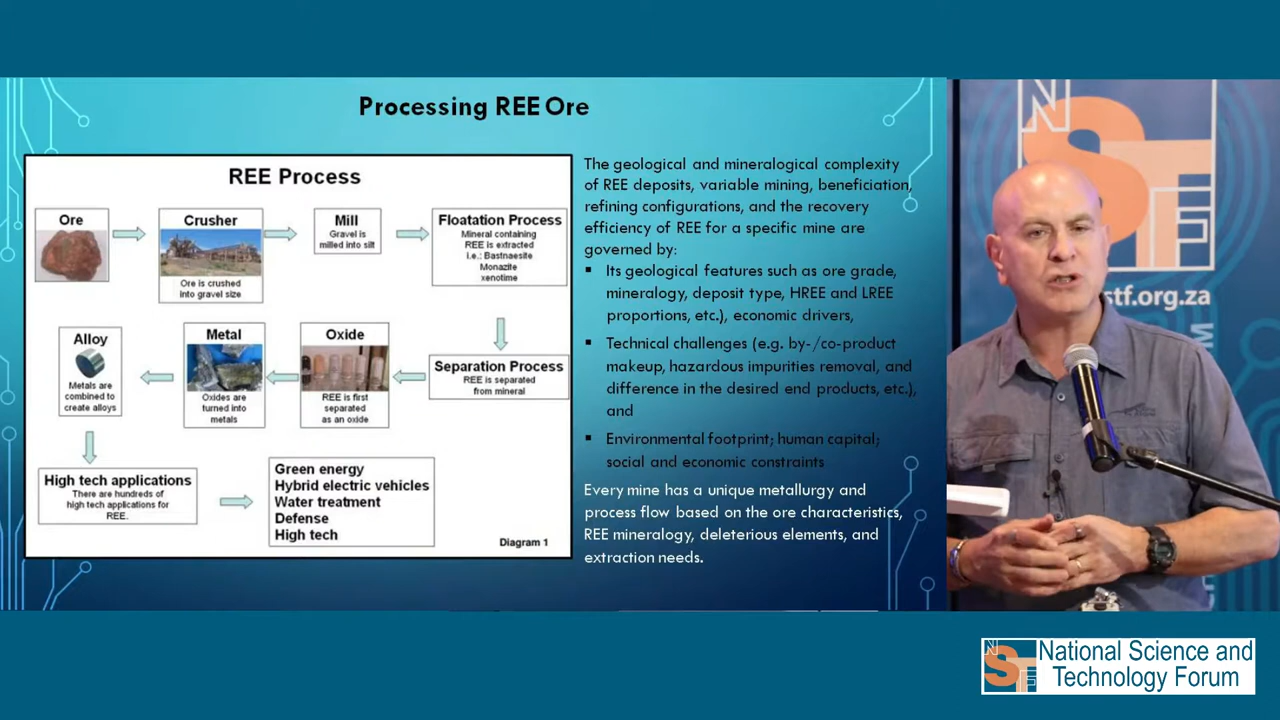 Processing REE Ore
REE Process
Ore
Crusher
Ore is crushed
into gravel size
Mill
Gravel is
milled into silt
Floatation Process
Mineral containing
REE is extracted
i.e.: Bastnaesite
Monazite
xenotime
Separation Process
REE is separated
from mineral
Oxide
REE is first
separated
as an oxide
Metal
Oxides are
turned into
metals
Alloy
Metals are
combined to
create alloys
High tech applications
There are hundreds of
high tech applications for
REE.
Green energy
Hybrid electric vehicles
Water treatment
Defense
High tech
Diagram 1
The geological and mineralogical complexity
of REE deposits, variable mining, beneficiation,
refining configurations, and the recovery
efficiency of REE for a specific mine are
governed by:
▪ Its geological features such as ore grade,
mineralogy, deposit type, HREE and LREE
proportions, etc.), economic drivers,
▪ Technical challenges (e.g. by-/co-product
makeup, hazardous impurities removal, and
difference in the desired end products, etc.),
and
▪ Environmental footprint; human capital;
social and economic constraints
Every mine has a unique metallurgy and
process flow based on the ore characteristics,
REE mineralogy, deleterious elements, and
extraction needs.
NSTF
stf.org.za
NSTF
National Science and
Technology Forum